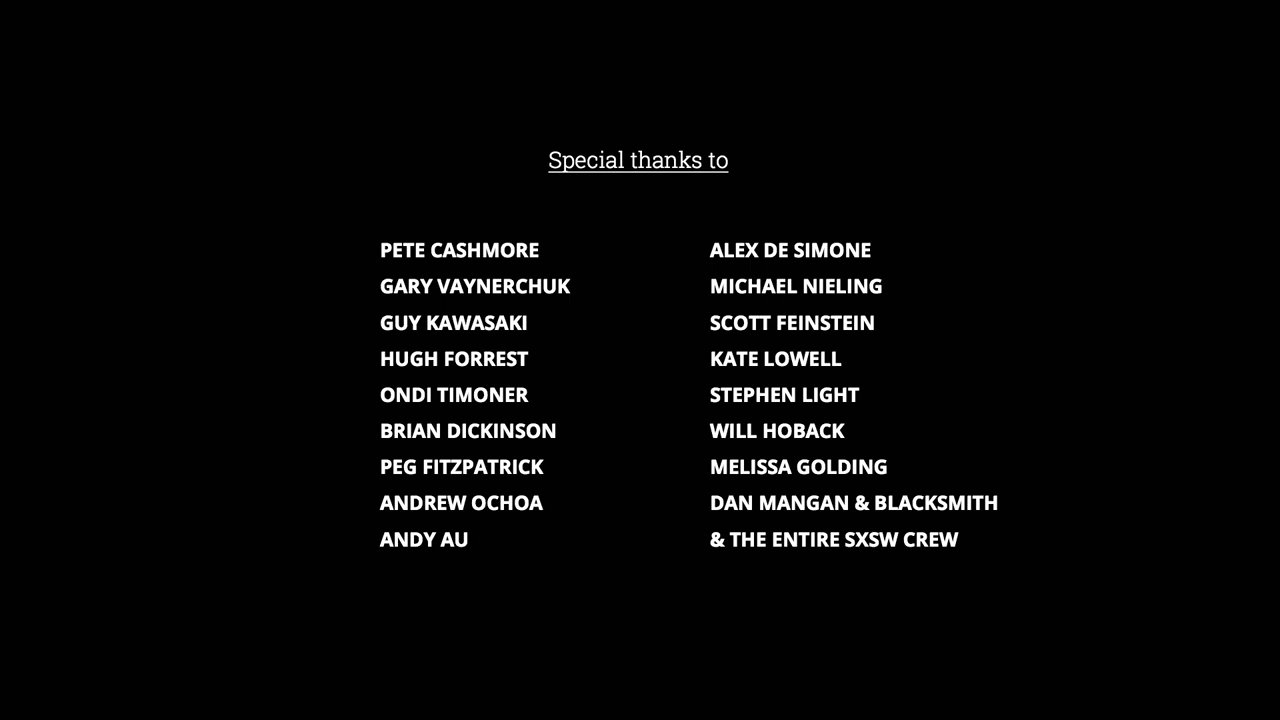 Special thanks to
PETE CASHMORE
GARY VAYNERCHUK
GUY KAWASAKI
HUGH FORREST
ONDI TIMONER
BRIAN DICKINSON
PEG FITZPATRICK
ANDREW OCHOA
ANDY AU
ALEX DE SIMONE
MICHAEL NIELING
SCOTT FEINSTEIN
KATE LOWELL
STEPHEN LIGHT
WILL HOBACK
MELISSA GOLDING
DAN MANGAN & BLACKSMITH
& THE ENTIRE SXSW CREW